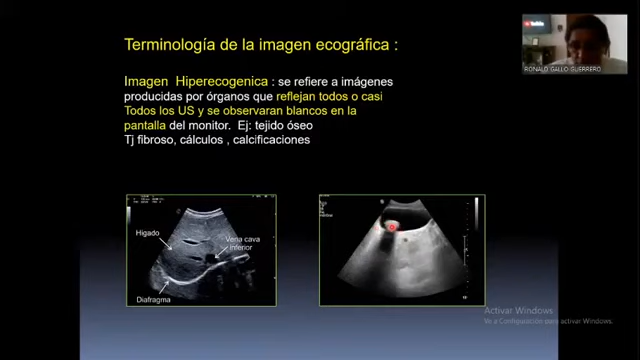 Terminología de la imagen ecográfica :
Imagen Hiperecogenica : se refiere a imágenes
producidas por órganos que reflejan todos o casi
Todos los US y se observaran blancos en la
pantalla del monitor. Ej: tejido óseo
Tj fibroso, cálculos , calcificaciones
Hígado
Vena cava
inferior
Diafragma
RONALD GALLO GUERRERO
Activar Windows
Ve a Configuración para activar Windows.